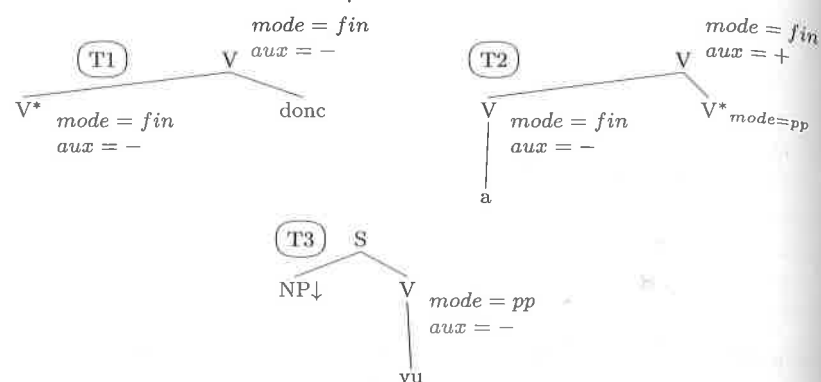 mode = fin
T1 V aux = −
V* mode = fin donc
aux = −
mode = fin
T2 V aux = +
V mode = fin V* mode=pp
aux = −
a
T3 S
NP↓ V mode = pp
aux = −
vu